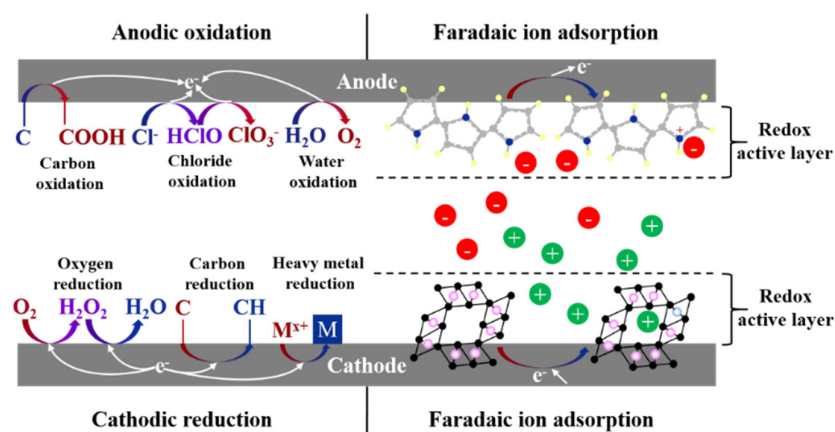 Anodic oxidation
Faradaic ion adsorption
Anode
e-
e-
C
COOH
Cl-
HClO
ClO3-
H2O
O2
Carbon
oxidation
Chloride
oxidation
Water
oxidation
+
-
-
-
Redox
active layer
-
-
-
-
+
+
+
+
Oxygen
reduction
Carbon
reduction
Heavy metal
reduction
O2
H2O2
H2O
C
CH
Mx+
M
+
+
+
Redox
active layer
e-
Cathode
e-
Cathodic reduction
Faradaic ion adsorption